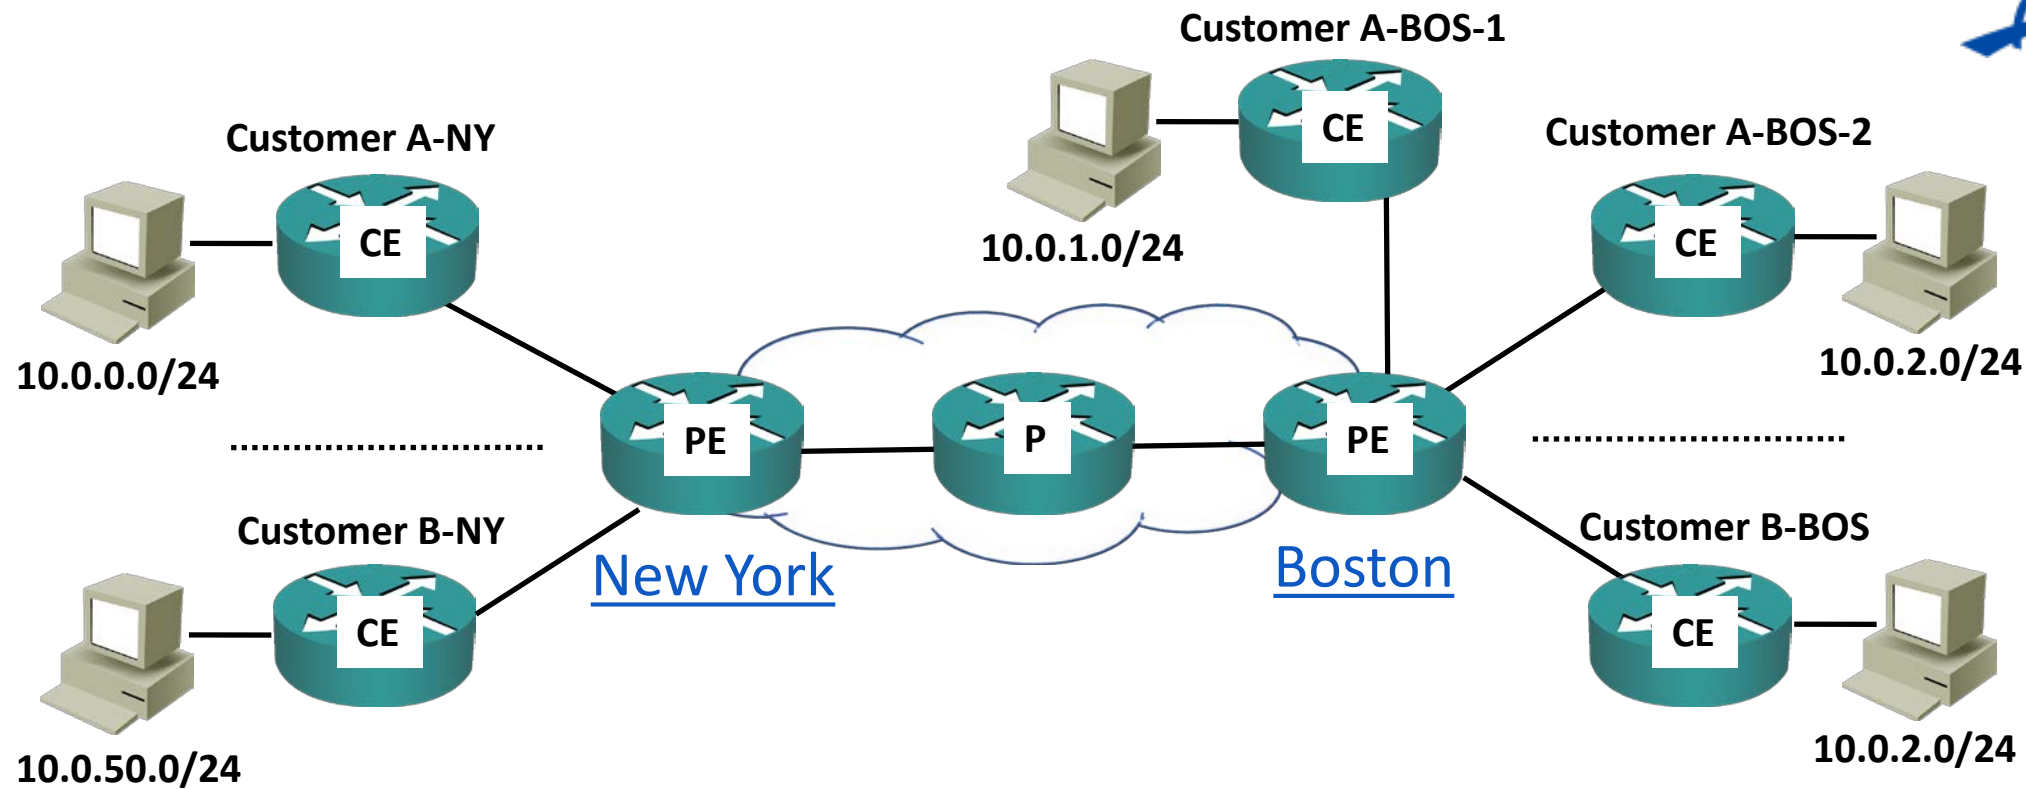 Customer A-BOS-1
CE
10.0.1.0/24
Customer A-NY
CE
10.0.0.0/24
Customer A-BOS-2
CE
10.0.2.0/24
PE
P
PE
New York
Boston
Customer B-NY
CE
10.0.50.0/24
Customer B-BOS
CE
10.0.2.0/24